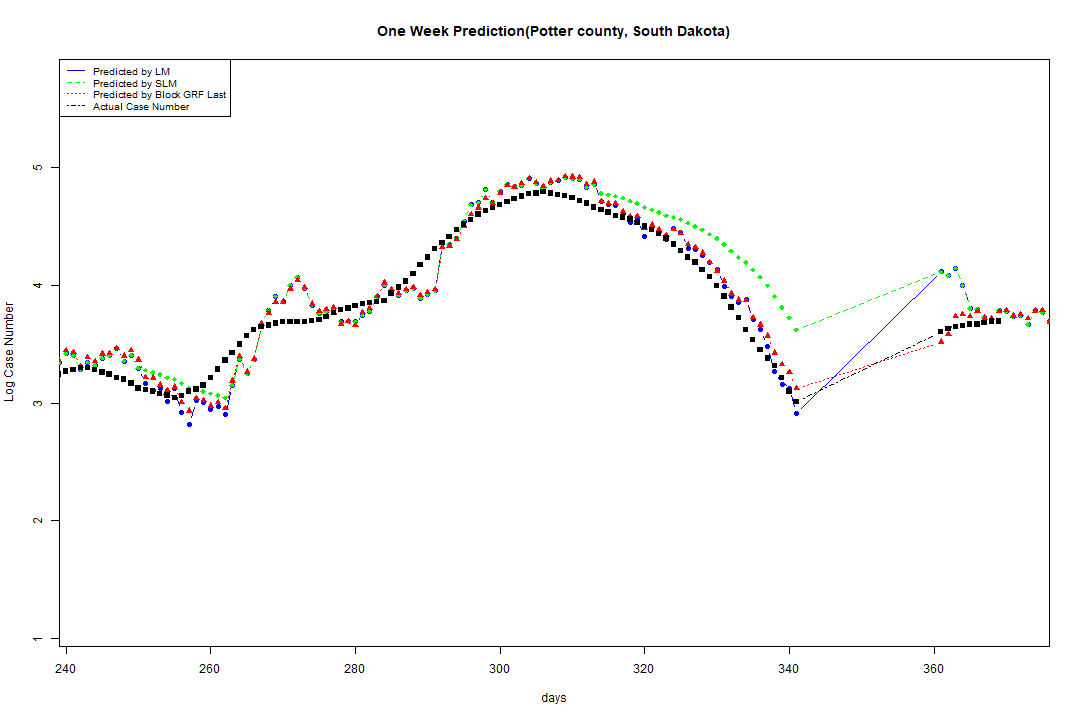 One Week Prediction(Potter county, South Dakota)
Predicted by LM
Predicted by SLM
Predicted by Block GRF Last
Actual Case Number
5
4
3
2
1
Log Case Number
240 260 280 300 320 340 360
days